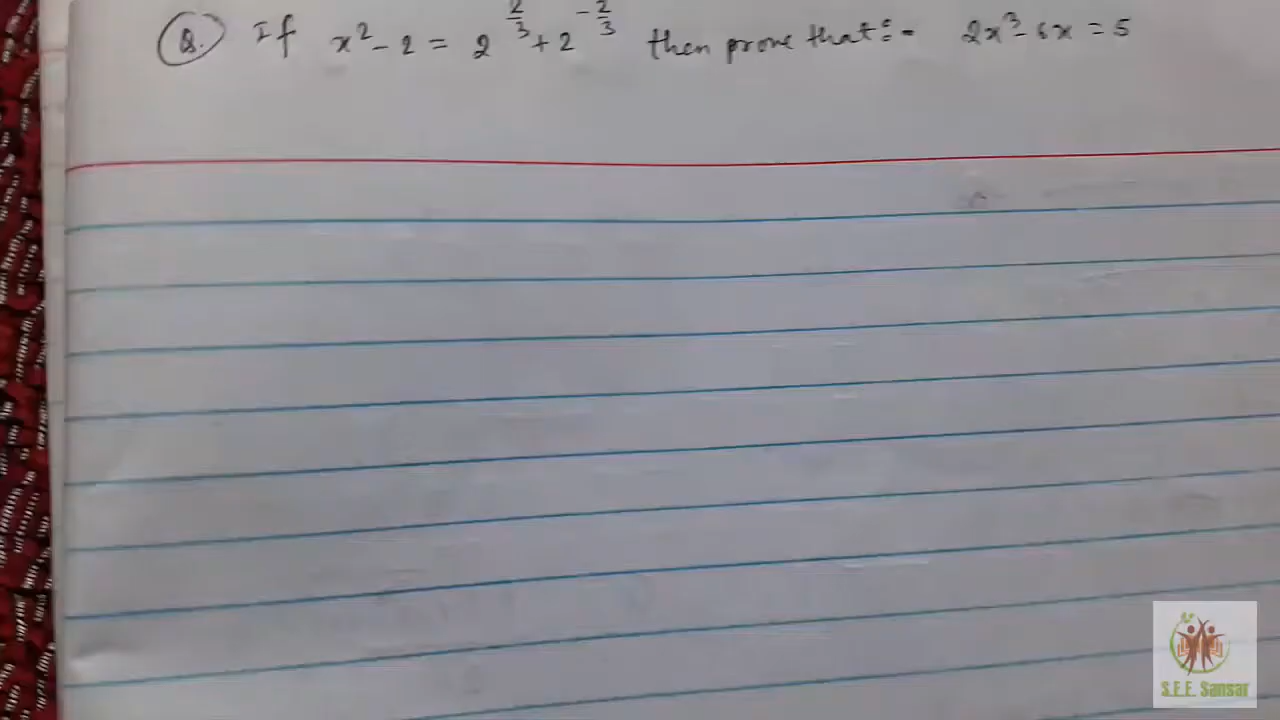 Q. If x² - 2 = 2^(2/3) + 2^(-2/3) then prove that:- 2x³ - 6x = 5
S.E.E. Sansar